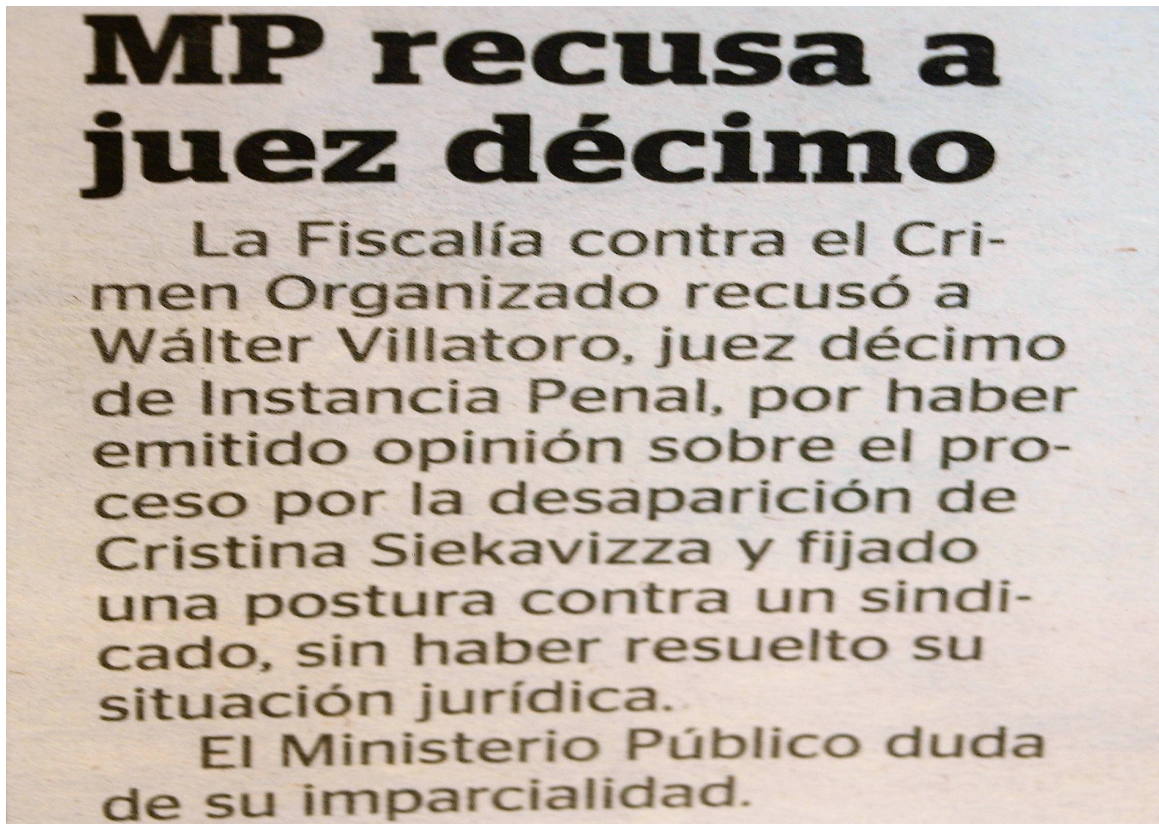 MP recusa a
juez décimo
La Fiscalía contra el Cri-
men Organizado recusó a
Wálter Villatoro, juez décimo
de Instancia Penal, por haber
emitido opinión sobre el pro-
ceso por la desaparición de
Cristina Siekavizza y fijado
una postura contra un sindi-
cado, sin haber resuelto su
situación jurídica.
El Ministerio Público duda
de su imparcialidad.